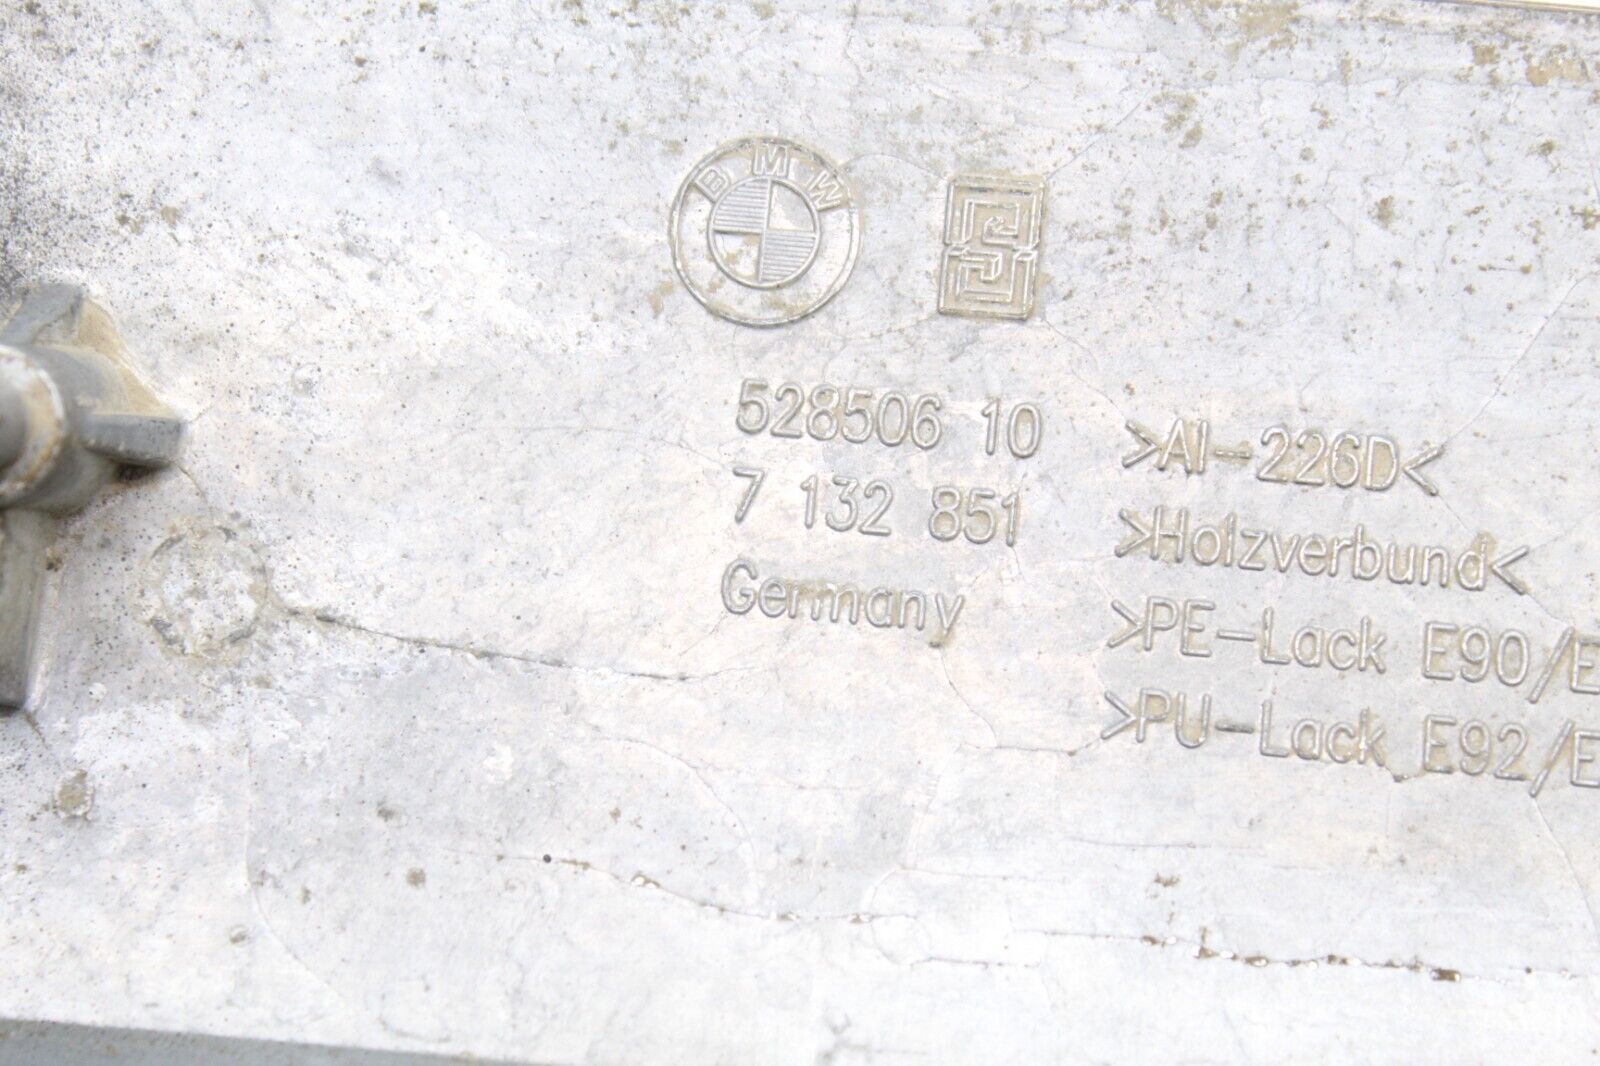 BMW
528506 10
7 132 851
Germany
>Al-226D<
>Holzverbund<
>PE-Lack E90/E
>PU-Lack E92/E